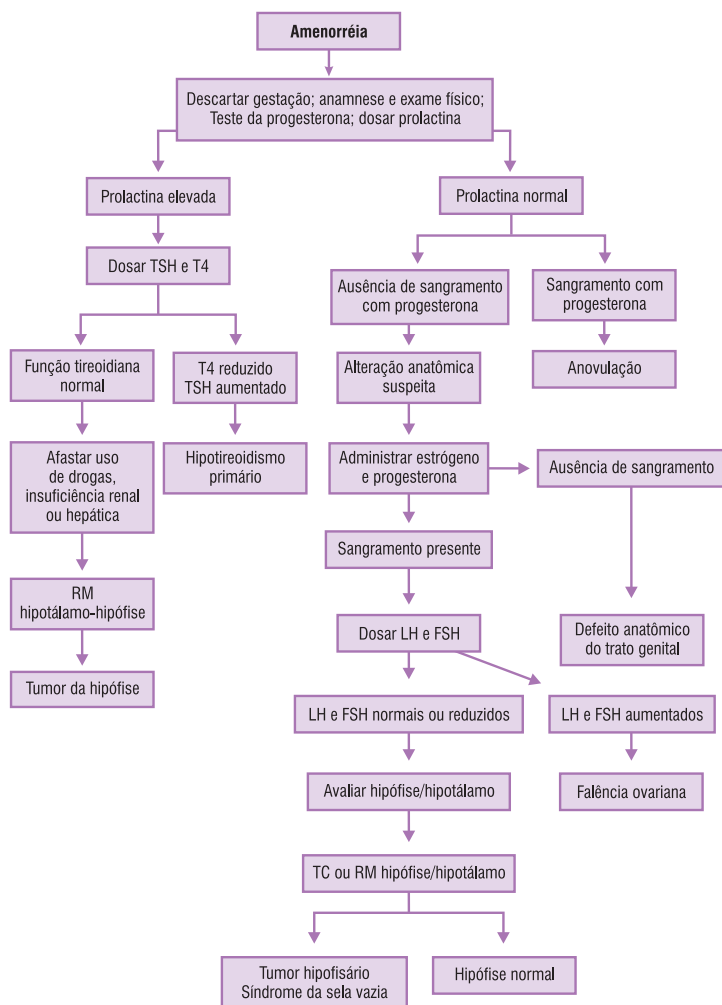 Amenorréia
Descartar gestação; anamnese e exame físico;
Teste da progesterona; dosar prolactina
Prolactina elevada
Prolactina normal
Dosar TSH e T4
Ausência de sangramento
com progesterona
Sangramento com
progesterona
Função tireoidiana
normal
T4 reduzido
TSH aumentado
Alteração anatômica
suspeita
Anovulação
Afastar uso
de drogas,
insuficiência renal
ou hepática
Hipotireoidismo
primário
Administrar estrógeno
e progesterona
Ausência de sangramento
Sangramento presente
RM
hipotálamo-hipófise
Dosar LH e FSH
Defeito anatômico
do trato genital
Tumor da hipófise
LH e FSH normais ou reduzidos
LH e FSH aumentados
Avaliar hipófise/hipotálamo
Falência ovariana
TC ou RM hipófise/hipotálamo
Tumor hipofisário
Síndrome da sela vazia
Hipófise normal